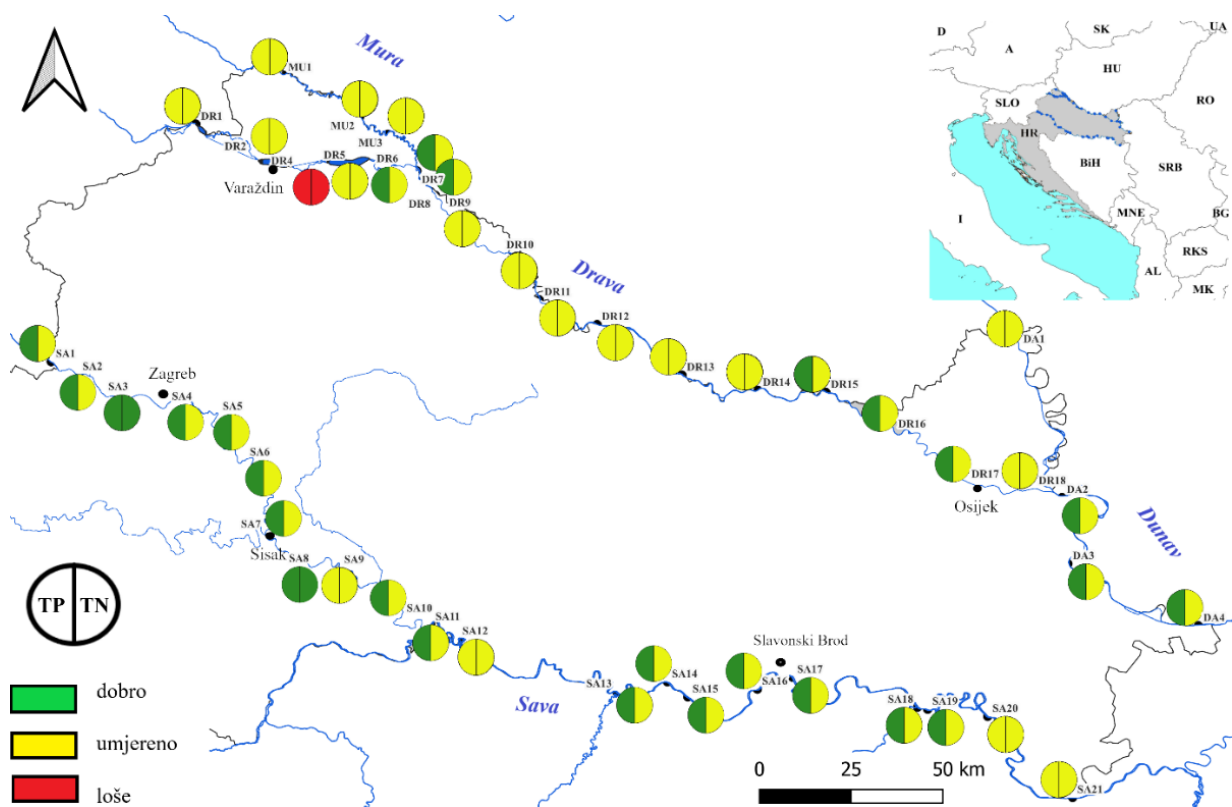 Mura
MU1
MU2
MU3
DR1
DR2
DR4
DR5
DR6
DR7
DR8
DR9
Varaždin
DR10
DR11
Drava
DR12
DR13
DR14
DR15
DR16
DR17
DR18
Osijek
DA1
DA2
DA3
DA4
Dunav
SA1
SA2
SA3
Zagreb
SA4
SA5
SA6
SA7
Sisak
SA8
SA9
SA10
SA11
SA12
Sava
SA13
SA14
SA15
Slavonski Brod
SA16
SA17
SA18
SA19
SA20
SA21
D
A
SK
UA
HU
SLO
RO
HR
BiH
SRB
I
MNE
BG
RKS
AL
MK
TP TN
dobro
umjereno
loše
0 25 50 km